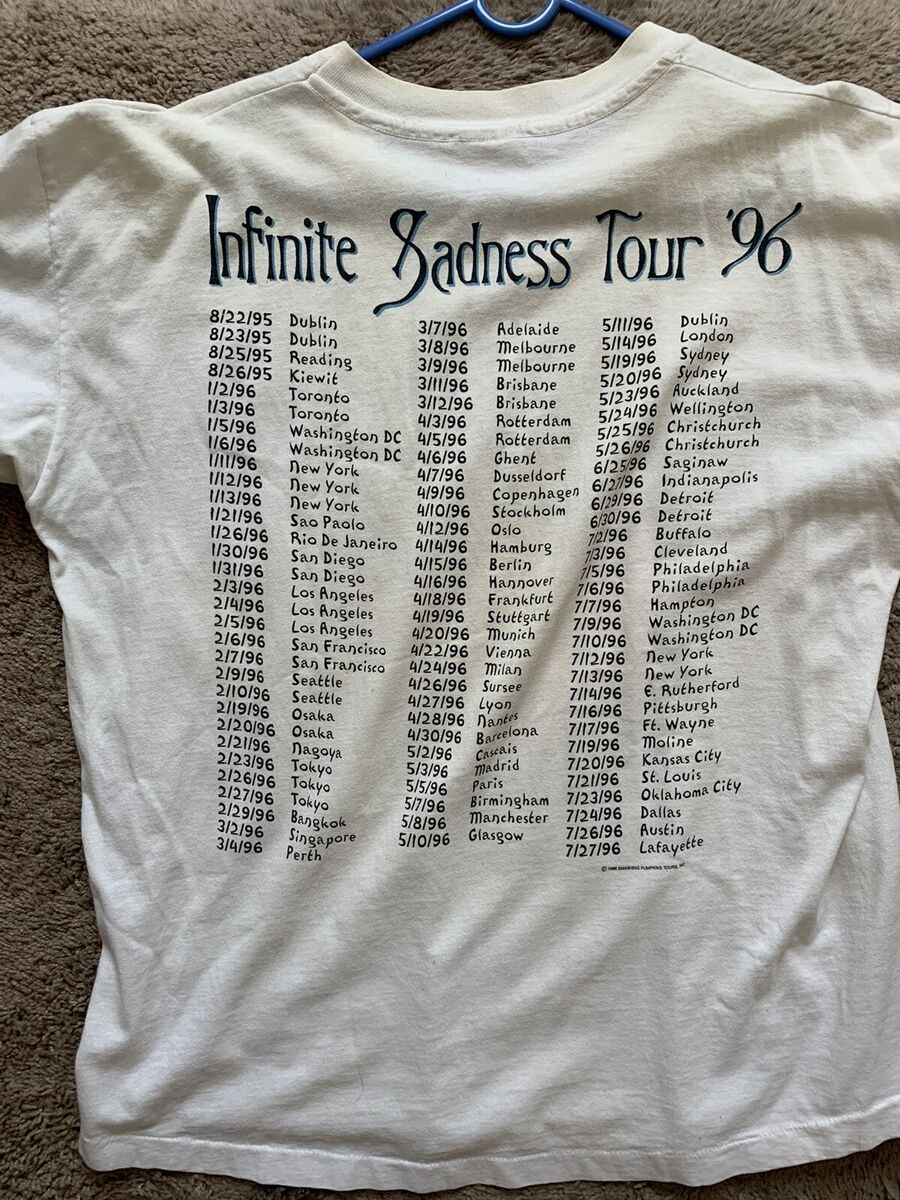 Infinite Sadness Tour '96
8/22/95 Dublin
8/23/95 Dublin
8/25/95 Reading
8/26/95 Kiewit
1/2/96 Toronto
1/3/96 Toronto
1/5/96 Washington DC
1/6/96 Washington DC
1/11/96 New York
1/12/96 New York
1/13/96 New York
1/21/96 Sao Paolo
1/26/96 Rio De Janeiro
1/30/96 San Diego
1/31/96 San Diego
2/3/96 Los Angeles
2/4/96 Los Angeles
2/5/96 Los Angeles
2/6/96 San Francisco
2/7/96 San Francisco
2/9/96 Seattle
2/10/96 Seattle
2/19/96 Osaka
2/20/96 Osaka
2/21/96 Nagoya
2/23/96 Tokyo
2/26/96 Tokyo
2/27/96 Tokyo
2/29/96 Bangkok
3/2/96 Singapore
3/4/96 Perth
3/7/96 Adelaide
3/8/96 Melbourne
3/9/96 Melbourne
3/11/96 Brisbane
3/12/96 Brisbane
4/3/96 Rotterdam
4/5/96 Rotterdam
4/6/96 Ghent
4/7/96 Dusseldorf
4/9/96 Copenhagen
4/10/96 Stockholm
4/12/96 Oslo
4/14/96 Hamburg
4/15/96 Berlin
4/16/96 Hannover
4/18/96 Frankfurt
4/19/96 Stuttgart
4/20/96 Munich
4/22/96 Vienna
4/24/96 Milan
4/26/96 Sursee
4/27/96 Lyon
4/28/96 Nantes
4/30/96 Barcelona
5/2/96 Cascais
5/3/96 Madrid
5/5/96 Paris
5/7/96 Birmingham
5/8/96 Manchester
5/10/96 Glasgow
5/11/96 Dublin
5/14/96 London
5/19/96 Sydney
5/20/96 Sydney
5/23/96 Auckland
5/24/96 Wellington
5/25/96 Christchurch
5/26/96 Christchurch
6/25/96 Saginaw
6/27/96 Indianapolis
6/29/96 Detroit
6/30/96 Detroit
7/2/96 Buffalo
7/3/96 Cleveland
7/5/96 Philadelphia
7/6/96 Philadelphia
7/7/96 Hampton
7/9/96 Washington DC
7/10/96 Washington DC
7/12/96 New York
7/13/96 New York
7/14/96 E. Rutherford
7/16/96 Pittsburgh
7/17/96 Ft. Wayne
7/19/96 Moline
7/20/96 Kansas City
7/21/96 St. Louis
7/23/96 Oklahoma City
7/24/96 Dallas
7/26/96 Austin
7/27/96 Lafayette
© 1996 SMASHING PUMPKINS TOURS,